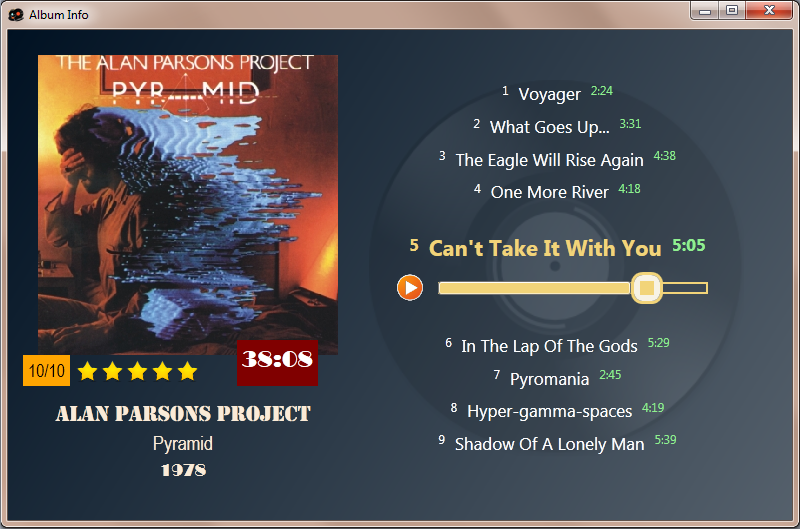 Album Info
THE ALAN PARSONS PROJECT
PYRAMID
10/10
38:08
ALAN PARSONS PROJECT
Pyramid
1978
1 Voyager 2:24
2 What Goes Up... 3:31
3 The Eagle Will Rise Again 4:38
4 One More River 4:18
5 Can't Take It With You 5:05
6 In The Lap Of The Gods 5:29
7 Pyromania 2:45
8 Hyper-gamma-spaces 4:19
9 Shadow Of A Lonely Man 5:39